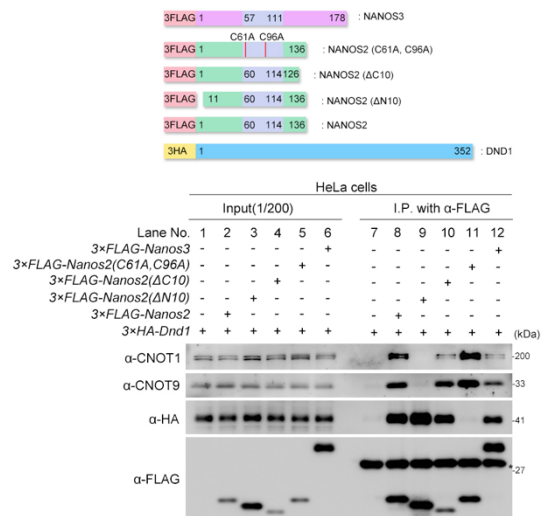 3FLAG 1 57 111 178 : NANOS3
C61A C96A
3FLAG 1 136 : NANOS2 (C61A, C96A)
3FLAG 1 60 114 126 : NANOS2 (ΔC10)
3FLAG 11 60 114 136 : NANOS2 (ΔN10)
3FLAG 1 60 114 136 : NANOS2
3HA 1 352 : DND1
HeLa cells
Input(1/200) I.P. with α-FLAG
Lane No. 1 2 3 4 5 6 7 8 9 10 11 12
3×FLAG-Nanos3 - - - - - + - - - - - +
3×FLAG-Nanos2(C61A,C96A) - - - - + - - - - - + -
3×FLAG-Nanos2(ΔC10) - - - + - - - - - + - -
3×FLAG-Nanos2(ΔN10) - - + - - - - - + - - -
3×FLAG-Nanos2 - + - - - - - + - - - -
3×HA-Dnd1 + + + + + + + + + + + + (kDa)
α-CNOT1 -200
α-CNOT9 -33
α-HA -41
α-FLAG * -27